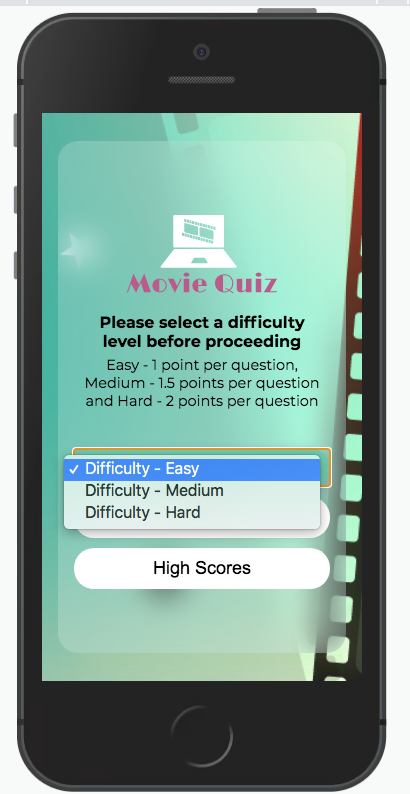 Movie Quiz
Please select a difficulty
level before proceeding
Easy - 1 point per question,
Medium - 1.5 points per question
and Hard - 2 points per question
✓ Difficulty - Easy
Difficulty - Medium
Difficulty - Hard
High Scores